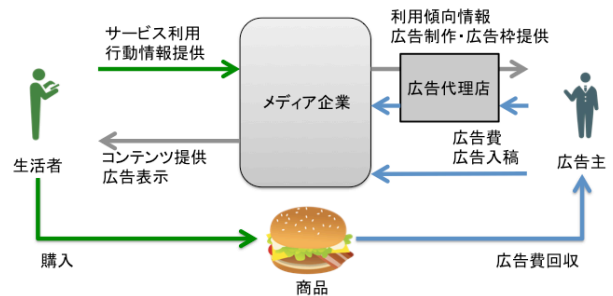 サービス利用
行動情報提供
利用傾向情報
広告制作・広告枠提供
メディア企業
広告代理店
生活者
コンテンツ提供
広告表示
広告費
広告入稿
広告主
購入
商品
広告費回収